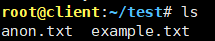 root@client:~/test# ls
anon.txt  example.txt